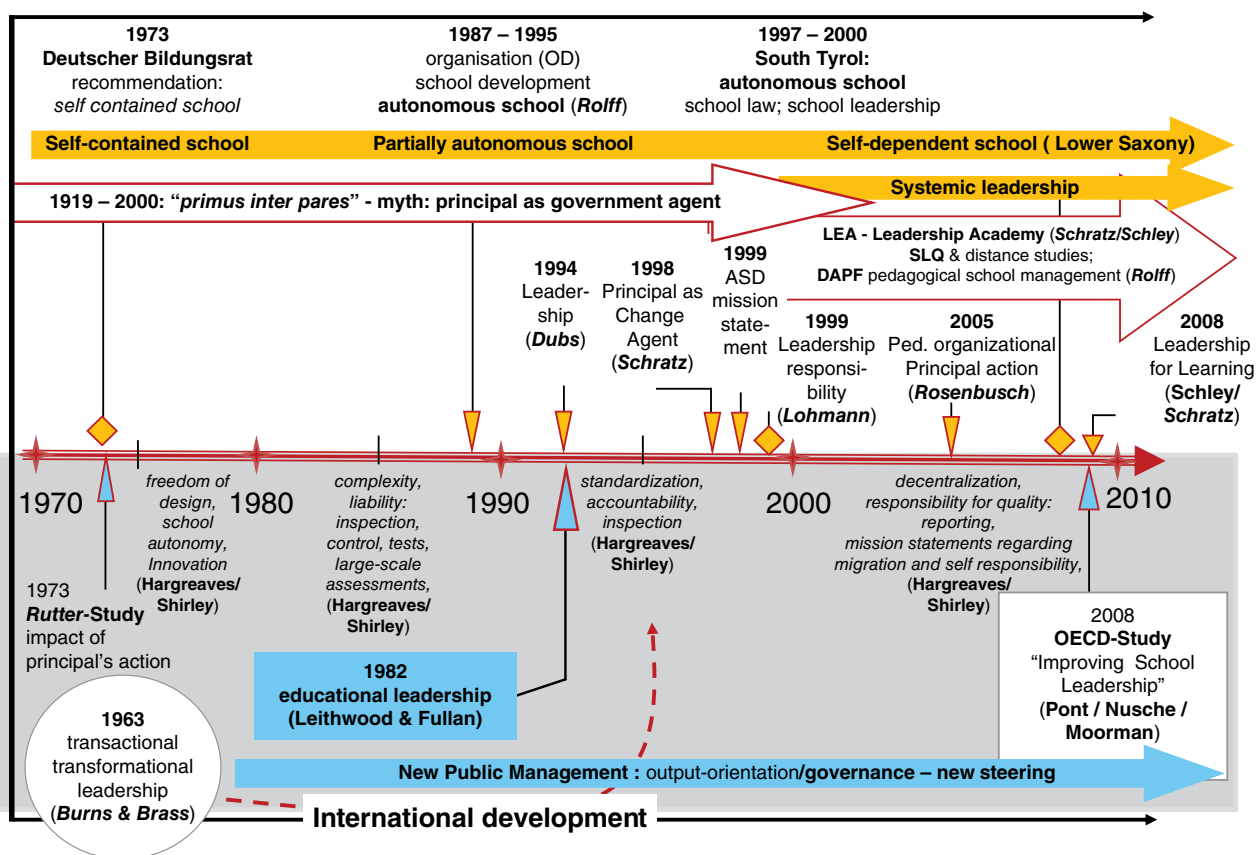 1973
Deutscher Bildungsrat
recommendation:
self contained school
1987 – 1995
organisation (OD)
school development
autonomous school (Rolff)
1997 – 2000
South Tyrol:
autonomous school
school law; school leadership
Self-contained school
Partially autonomous school
Self-dependent school ( Lower Saxony)
Systemic leadership
1919 – 2000: “primus inter pares” - myth: principal as government agent
LEA - Leadership Academy (Schratz/Schley)
SLQ & distance studies;
DAPF pedagogical school management (Rolff)
1994
Leader-
ship
(Dubs)
1998
Principal as
Change
Agent
(Schratz)
1999
ASD
mission
state-
ment
1999
Leadership
responsi-
bility
(Lohmann)
2005
Ped. organizational
Principal action
(Rosenbusch)
2008
Leadership
for Learning
(Schley/
Schratz)
1970
1980
1990
2000
2010
freedom of
design,
school
autonomy,
Innovation
(Hargreaves/
Shirley)
complexity,
liability:
inspection,
control, tests,
large-scale
assessments,
(Hargreaves/
Shirley)
standardization,
accountability,
inspection
(Hargreaves/
Shirley)
decentralization,
responsibility for quality:
reporting,
mission statements regarding
migration and self responsibility,
(Hargreaves/
Shirley)
1973
Rutter-Study
impact of
principal’s action
1982
educational leadership
(Leithwood & Fullan)
2008
OECD-Study
“Improving School
Leadership”
(Pont / Nusche /
Moorman)
1963
transactional
transformational
leadership
(Burns & Brass)
New Public Management : output-orientation/governance – new steering
International development